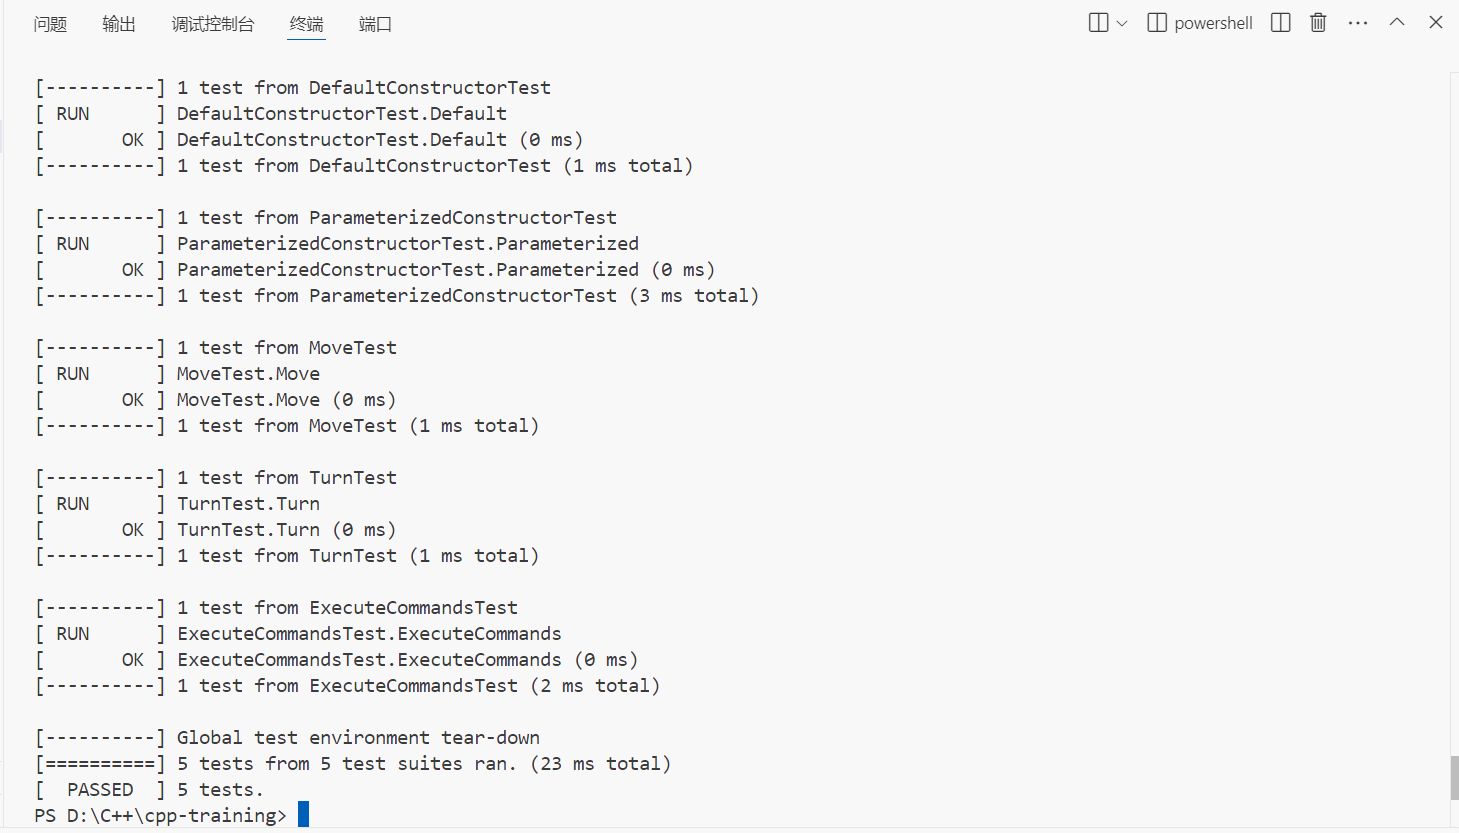 问题 输出 调试控制台 终端 端口 powershell
[----------] 1 test from DefaultConstructorTest
[ RUN      ] DefaultConstructorTest.Default
[       OK ] DefaultConstructorTest.Default (0 ms)
[----------] 1 test from DefaultConstructorTest (1 ms total)
[----------] 1 test from ParameterizedConstructorTest
[ RUN      ] ParameterizedConstructorTest.Parameterized
[       OK ] ParameterizedConstructorTest.Parameterized (0 ms)
[----------] 1 test from ParameterizedConstructorTest (3 ms total)
[----------] 1 test from MoveTest
[ RUN      ] MoveTest.Move
[       OK ] MoveTest.Move (0 ms)
[----------] 1 test from MoveTest (1 ms total)
[----------] 1 test from TurnTest
[ RUN      ] TurnTest.Turn
[       OK ] TurnTest.Turn (0 ms)
[----------] 1 test from TurnTest (1 ms total)
[----------] 1 test from ExecuteCommandsTest
[ RUN      ] ExecuteCommandsTest.ExecuteCommands
[       OK ] ExecuteCommandsTest.ExecuteCommands (0 ms)
[----------] 1 test from ExecuteCommandsTest (2 ms total)
[----------] Global test environment tear-down
[==========] 5 tests from 5 test suites ran. (23 ms total)
[  PASSED  ] 5 tests.
PS D:\C++\cpp-training>